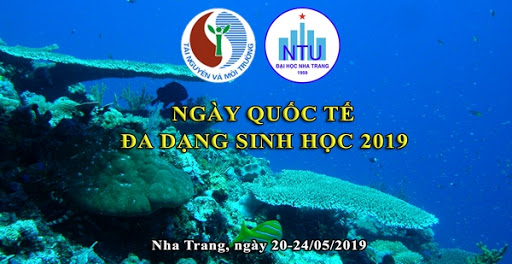 TÀI NGUYÊN VÀ MÔI TRƯỜNG
NTU
ĐẠI HỌC NHA TRANG
1959
NGÀY QUỐC TẾ
ĐA DẠNG SINH HỌC 2019
Nha Trang, ngày 20-24/05/2019